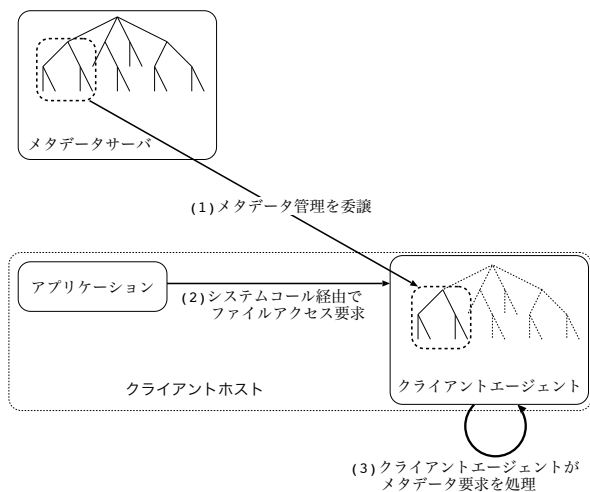 メタデータサーバ
(1)メタデータ管理を委譲
アプリケーション
(2)システムコール経由で
ファイルアクセス要求
クライアントエージェント
クライアントホスト
(3)クライアントエージェントが
メタデータ要求を処理